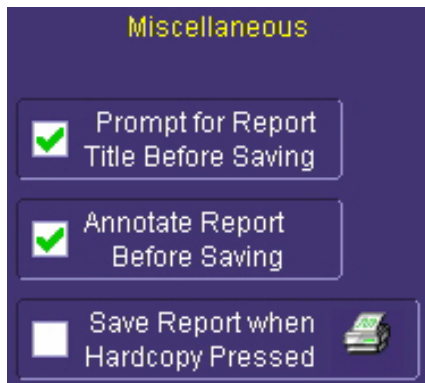 Miscellaneous
Prompt for Report
Title Before Saving
Annotate Report
Before Saving
Save Report when
Hardcopy Pressed